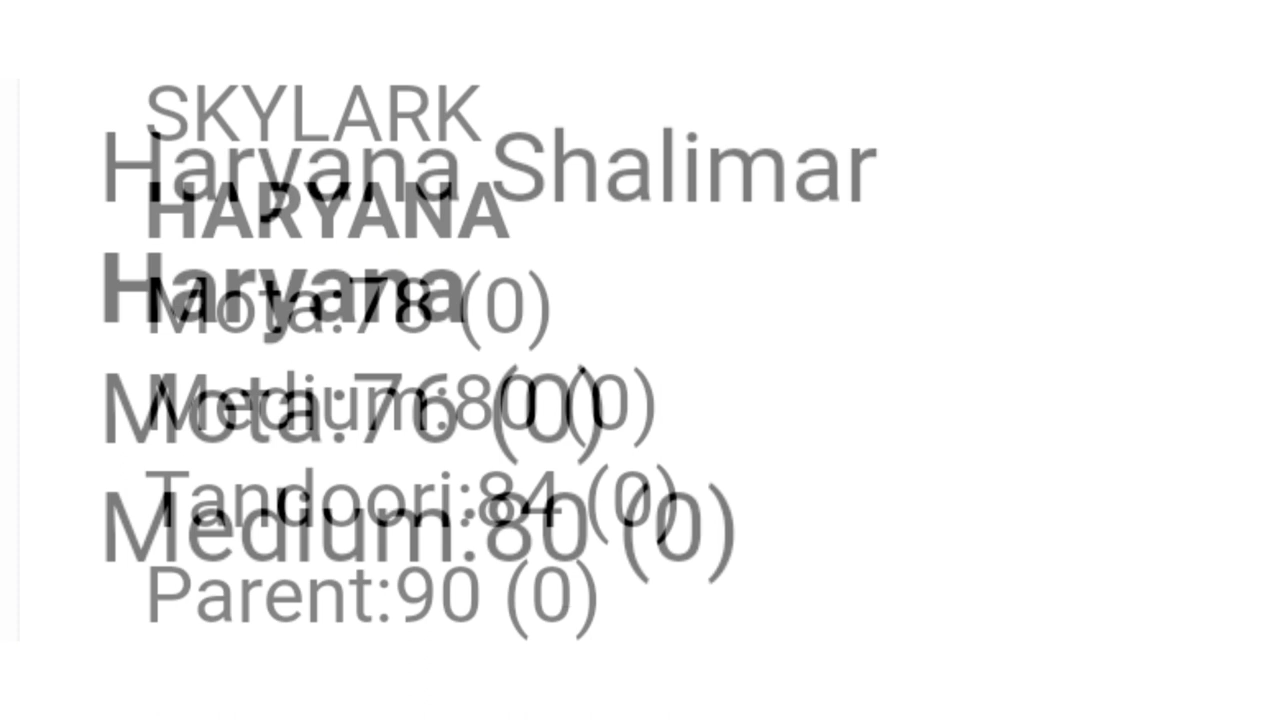 SKYLARK
Haryana Shalimar
HARYANA
Haryana
Mota:78 (0)
Medium:80 (0)
Mota:76 (0)
Tandoori:84 (0)
Medium:80 (0)
Parent:90 (0)